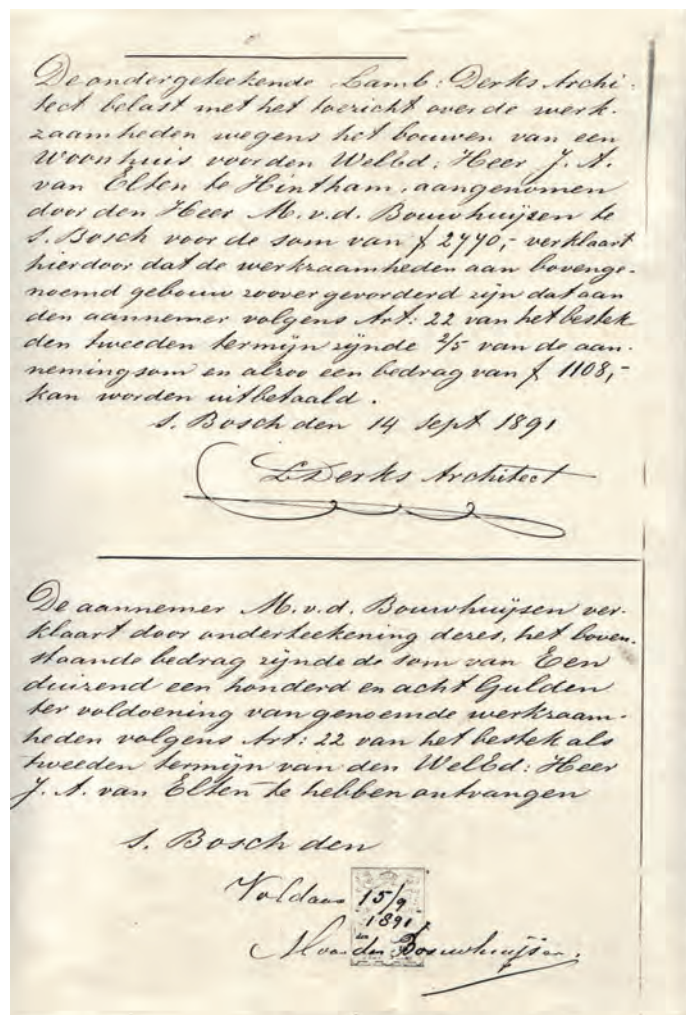 De ondergeteekende Lamb: Derks Archi-
tect belast met het toezicht over de werk-
zaamheden wegens het bouwen van een
Woonhuis voor den WelEd: Heer J. A.
van Elten te Hintham, aangenomen
door den Heer M. v. d. Bouwhuijsen te
S. Bosch voor de som van ƒ 2770,- verklaart
hierdoor dat de werkzaamheden aan bovenge-
noemd gebouw zoover gevorderd zijn dat aan
den aannemer volgens Art: 22 van het bestek
den tweeden termijn zijnde 2/5 van de aan-
nemingsom en alzoo een bedrag van ƒ 1108,-
kan worden uitbetaald.
S. Bosch den 14 Sept 1891
LDerks Architect
De aannemer M. v. d. Bouwhuijsen ver-
klaart door onderteekening dezes, het boven-
staande bedrag zijnde de som van Een
duizend een honderd en acht Gulden
ter voldoening van genoemde werkzaam-
heden volgens Art: 22 van het bestek als
tweeden termijn van den WelEd: Heer
J. A. van Elten te hebben ontvangen
S. Bosch den
Voldaan 15/9
1891
M van den Bouwhuijsen.